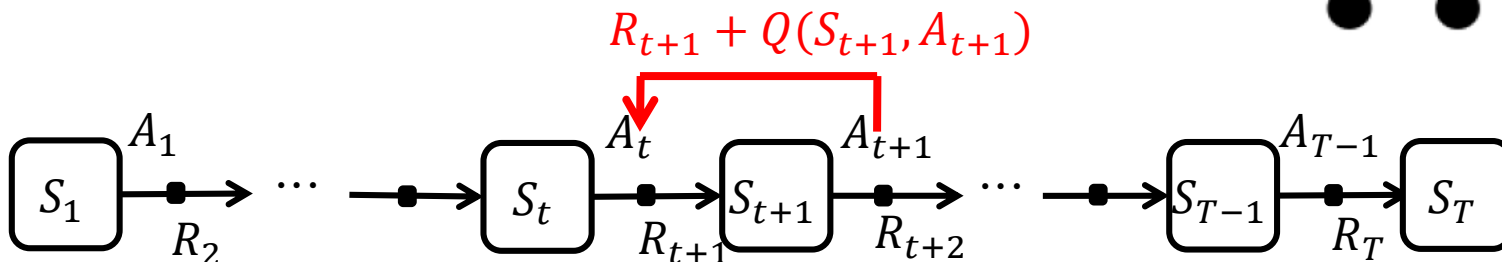 R_{t+1} + Q(S_{t+1}, A_{t+1})
A_1 A_t A_{t+1} A_{T-1}
S_1 ⋯ S_t S_{t+1} ⋯ S_{T-1} S_T
R_2 R_{t+1} R_{t+2} R_T